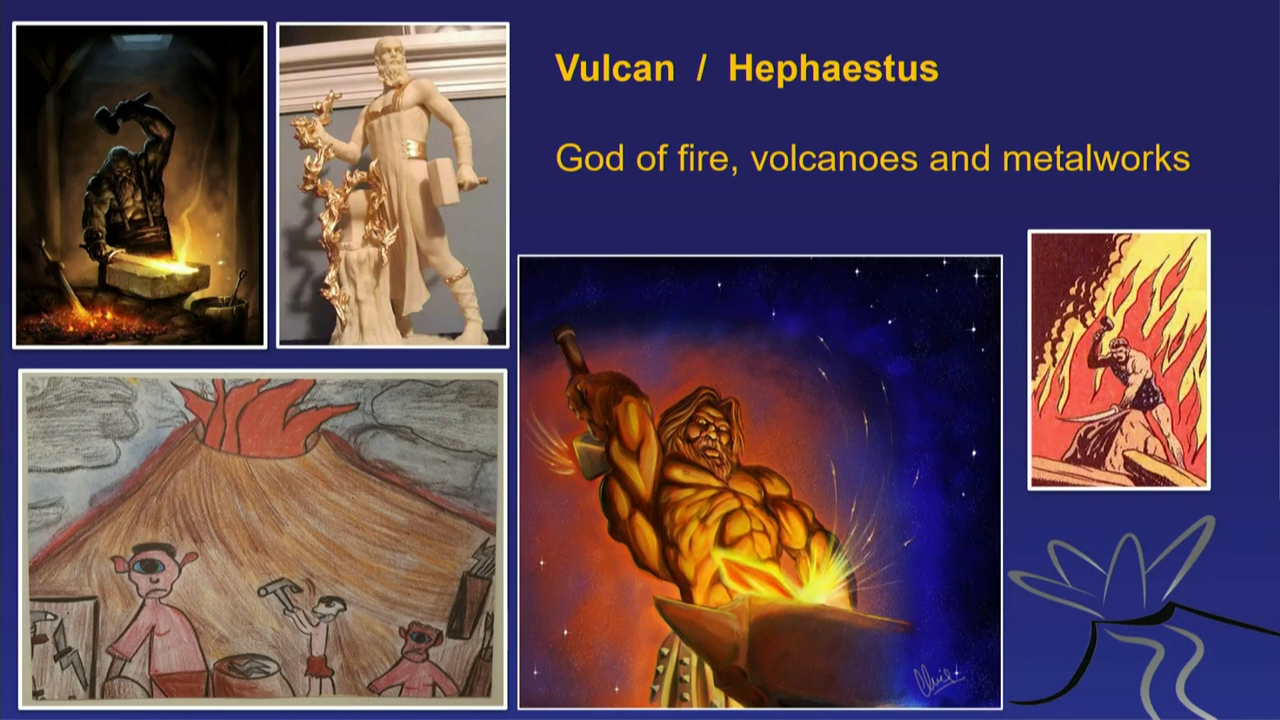 Vulcan / Hephaestus
God of fire, volcanoes and metalworks